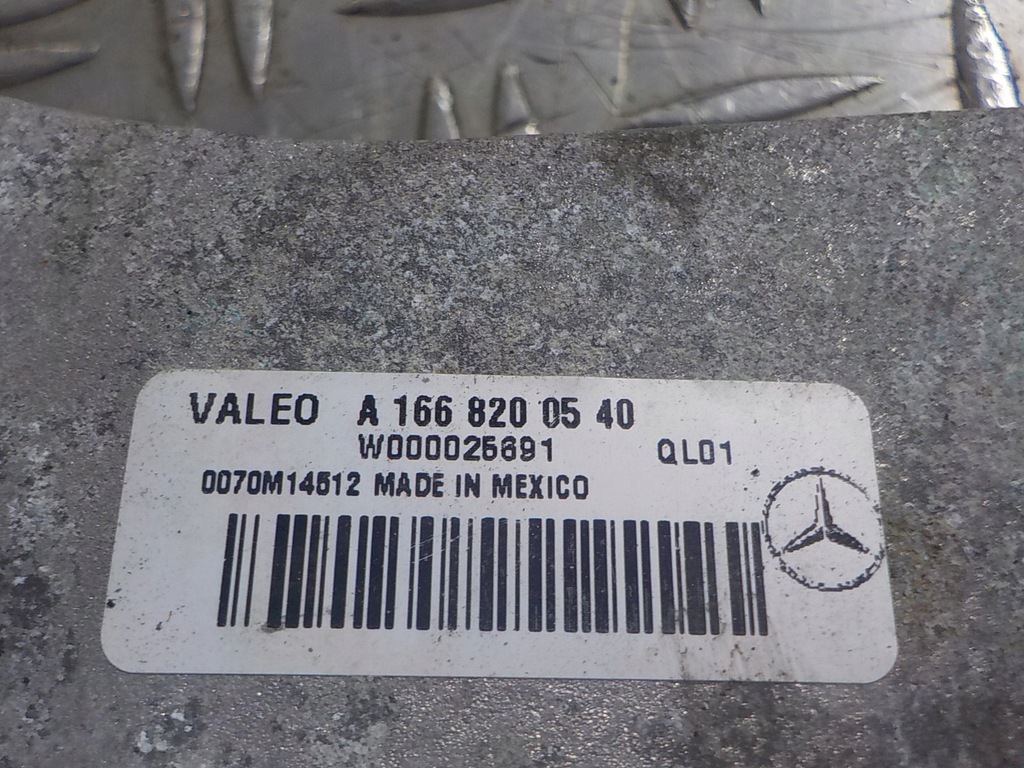 VALEO A 166 820 05 40
W000025691 QL01
0070M14512 MADE IN MEXICO